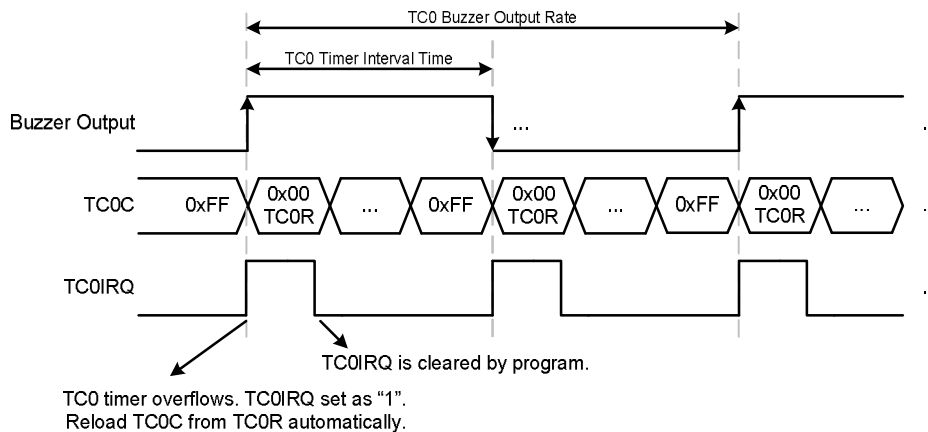 TC0 Buzzer Output Rate
TC0 Timer Interval Time
Buzzer Output
...
.
TC0C
0xFF
0x00
TC0R
...
0xFF
0x00
TC0R
...
0xFF
0x00
TC0R
...
.
TC0IRQ
.
TC0IRQ is cleared by program.
TC0 timer overflows. TC0IRQ set as “1”.
Reload TC0C from TC0R automatically.